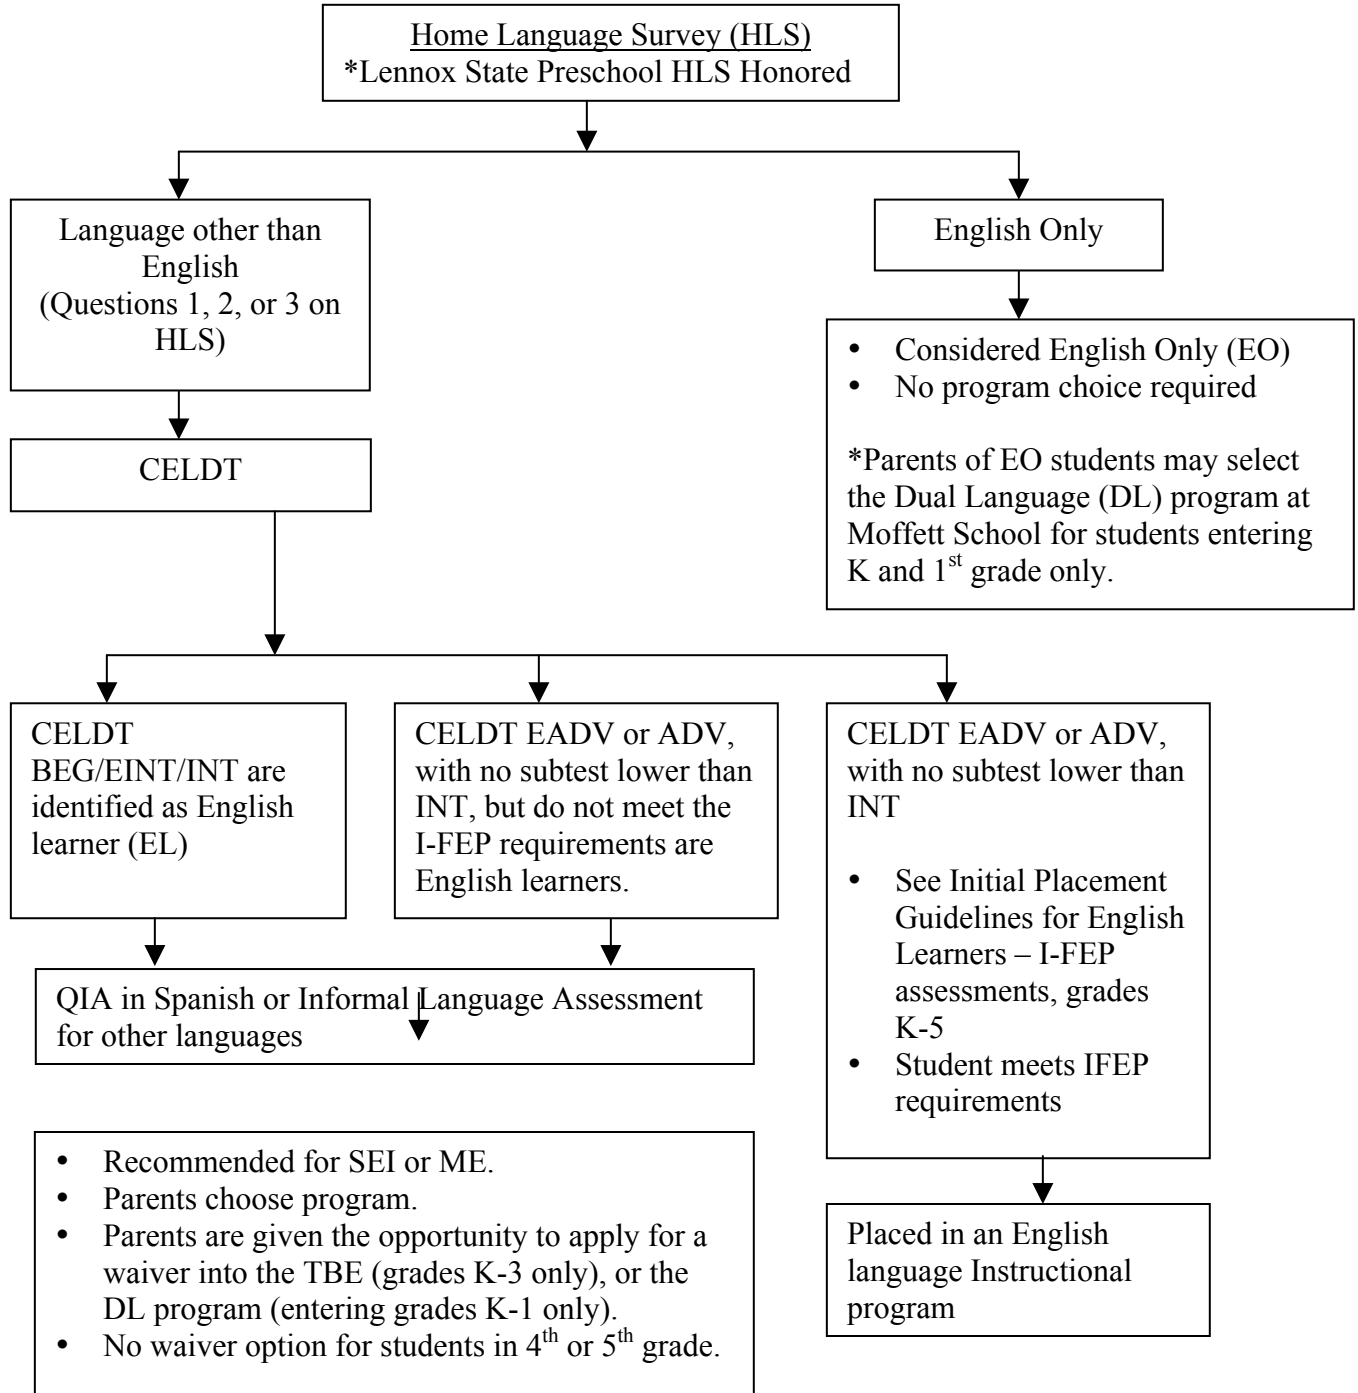 Home Language Survey (HLS)
*Lennox State Preschool HLS Honored
Language other than
English
(Questions 1, 2, or 3 on
HLS)
English Only
CELDT
• Considered English Only (EO)
• No program choice required
*Parents of EO students may select
the Dual Language (DL) program at
Moffett School for students entering
K and 1st grade only.
CELDT
BEG/EINT/INT are
identified as English
learner (EL)
CELDT EADV or ADV,
with no subtest lower than
INT, but do not meet the
I-FEP requirements are
English learners.
CELDT EADV or ADV,
with no subtest lower than
INT
• See Initial Placement
Guidelines for English
Learners – I-FEP
assessments, grades
K-5
• Student meets IFEP
requirements
QIA in Spanish or Informal Language Assessment
for other languages
• Recommended for SEI or ME.
• Parents choose program.
• Parents are given the opportunity to apply for a
waiver into the TBE (grades K-3 only), or the
DL program (entering grades K-1 only).
• No waiver option for students in 4th or 5th grade.
Placed in an English
language Instructional
program